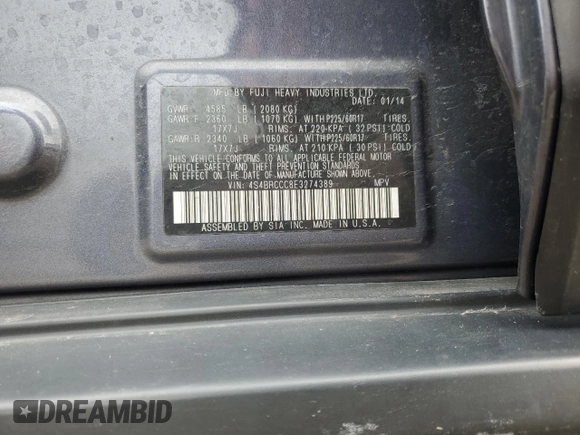 MFD BY FUJI HEAVY INDUSTRIES LTD.
DATE: 01/14
GVWR: 4585 LB ( 2080 KG)
GAWR: F 2360 LB ( 1070 KG) WITH P225/60R17 TIRES,
17X7J RIMS, AT 220 KPA ( 32 PSI) COLD
GAWR: R 2340 LB ( 1060 KG) WITH P225/60R17 TIRES,
17X7J RIMS, AT 210 KPA ( 30 PSI) COLD
THIS VEHICLE CONFORMS TO ALL APPLICABLE FEDERAL MOTOR
VEHICLE SAFETY AND THEFT PREVENTION STANDARDS IN EFFECT ON
THE DATE OF MANUFACTURE SHOWN ABOVE.
VIN: 4S4BRCCC8E3274389 MPV
ASSEMBLED BY SIA INC. MADE IN U.S.A.
DREAMBID